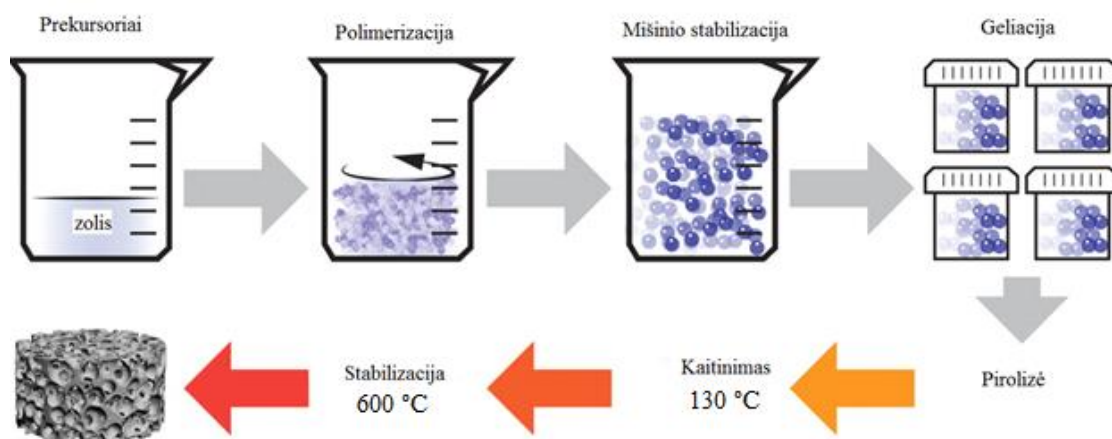 Prekursoriai
Polimerizacija
Mišinio stabilizacija
Geliacija
zolis
Stabilizacija
600 °C
Kaitinimas
130 °C
Pirolizė